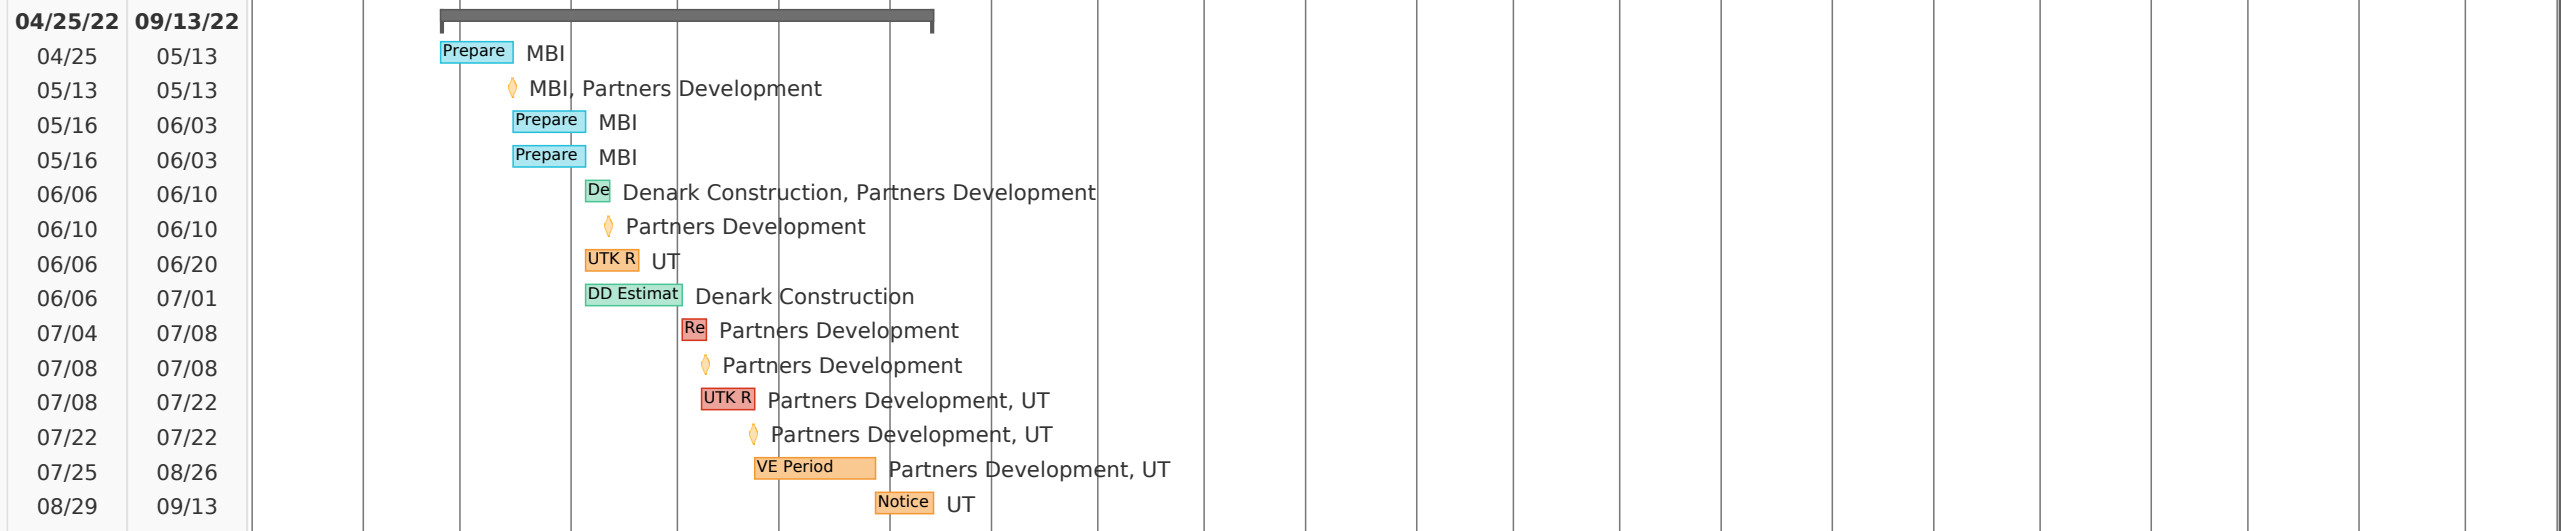 04/25/22 09/13/22
04/25 05/13 Prepare MBI
05/13 05/13 MBI, Partners Development
05/16 06/03 Prepare MBI
05/16 06/03 Prepare MBI
06/06 06/10 De Denark Construction, Partners Development
06/10 06/10 Partners Development
06/06 06/20 UTK R UT
06/06 07/01 DD Estimat Denark Construction
07/04 07/08 Re Partners Development
07/08 07/08 Partners Development
07/08 07/22 UTK R Partners Development, UT
07/22 07/22 Partners Development, UT
07/25 08/26 VE Period Partners Development, UT
08/29 09/13 Notice UT